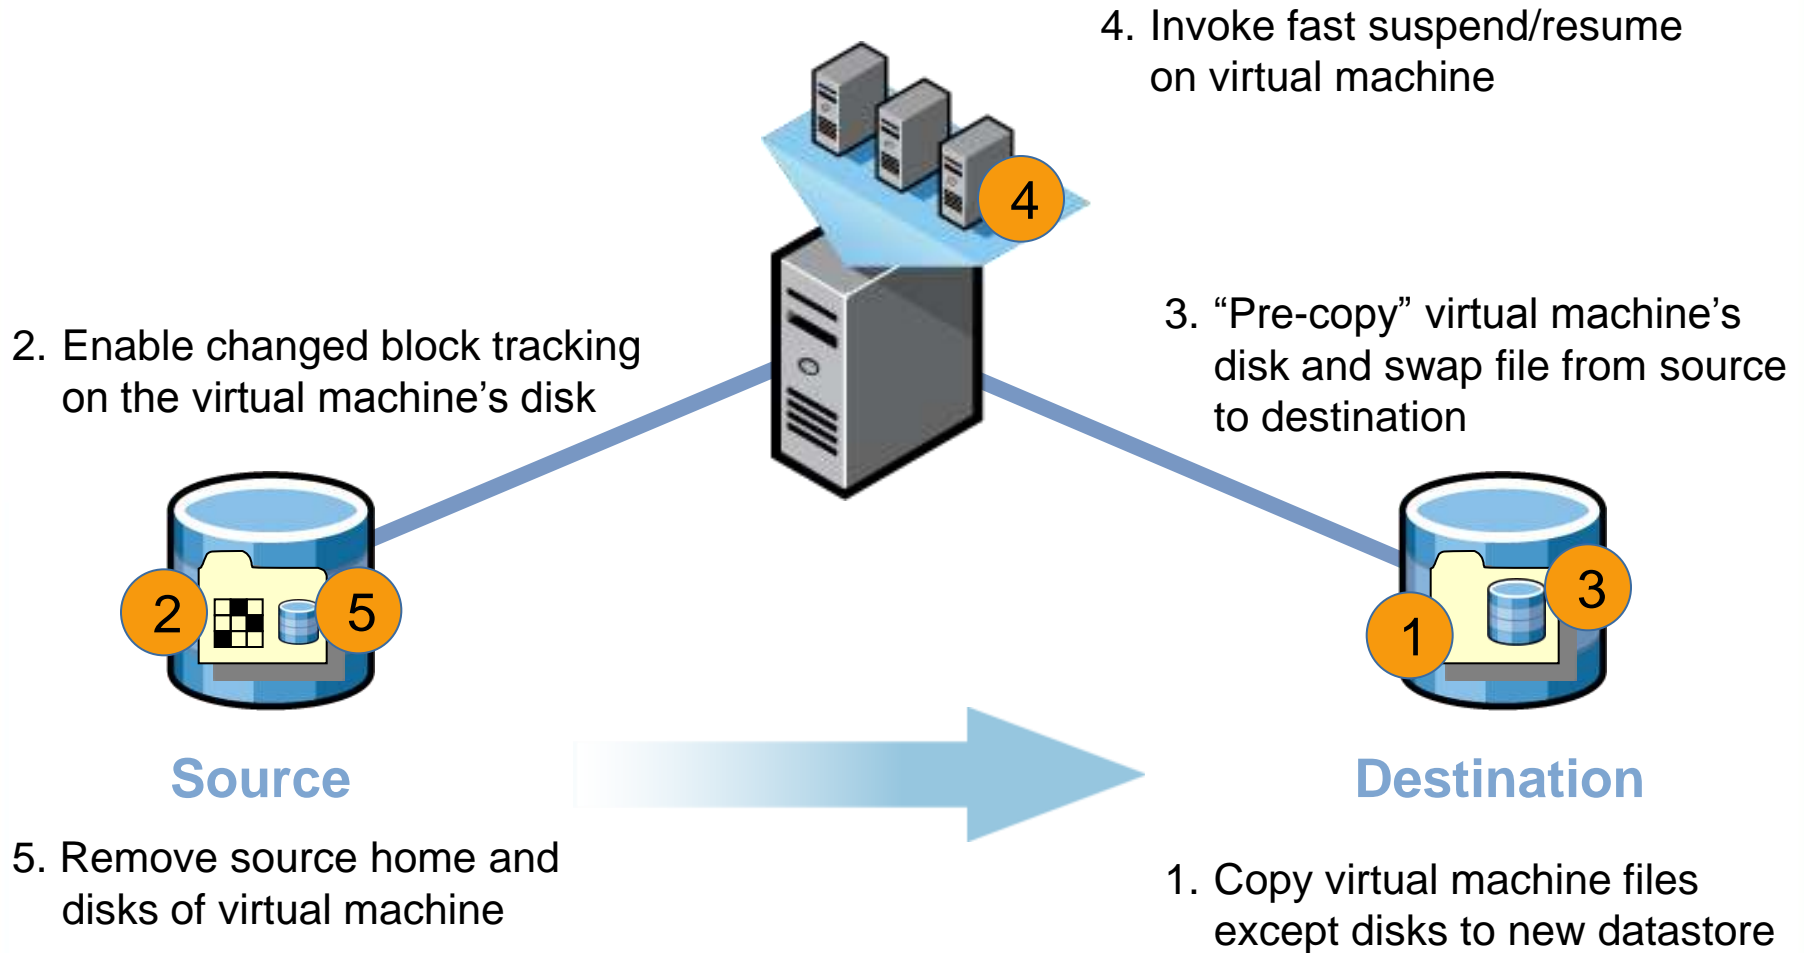 4. Invoke fast suspend/resume
on virtual machine
4
2. Enable changed block tracking
on the virtual machine’s disk
3. “Pre-copy” virtual machine’s
disk and swap file from source
to destination
2
5
1
3
Source
Destination
5. Remove source home and
disks of virtual machine
1. Copy virtual machine files
except disks to new datastore